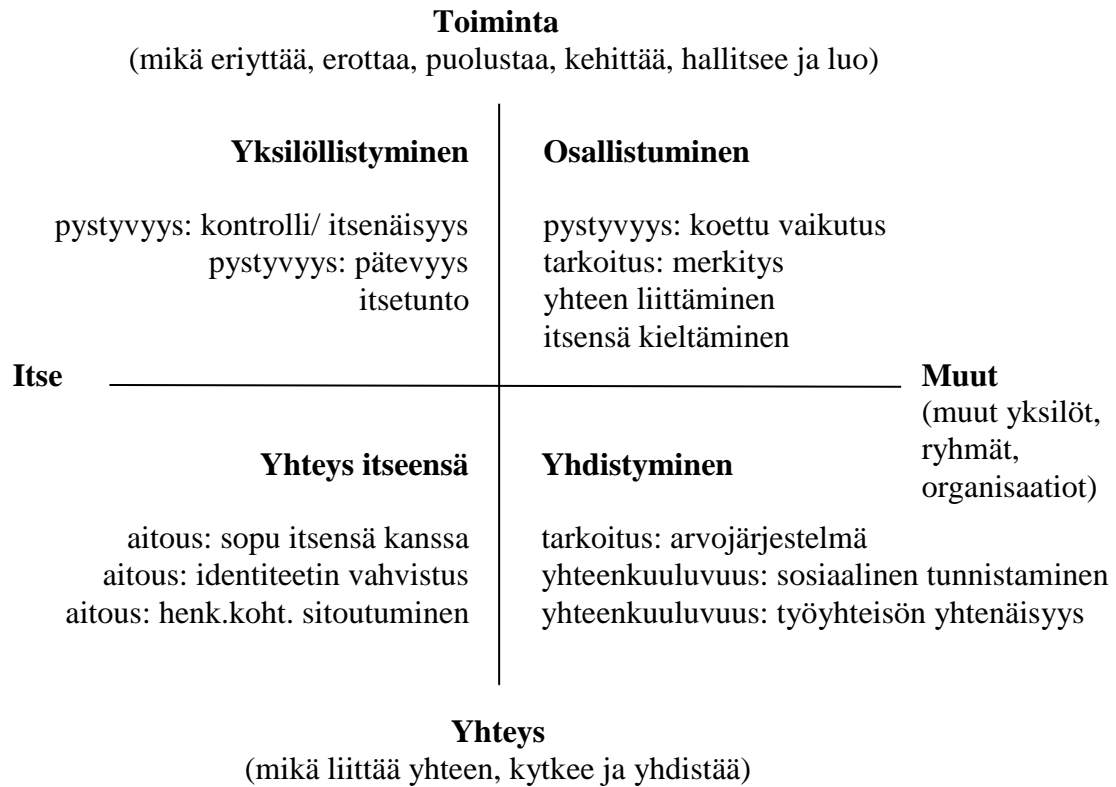 Toiminta
(mikä eriyttää, erottaa, puolustaa, kehittää, hallitsee ja luo)
Yksilöllistyminen
pystyvyys: kontrolli/ itsenäisyys
pystyvyys: pätevyys
itsetunto
Osallistuminen
pystyvyys: koettu vaikutus
tarkoitus: merkitys
yhteen liittäminen
itsensä kieltäminen
Itse
Muut
(muut yksilöt,
ryhmät,
organisaatiot)
Yhteys itseensä
aitous: sopu itsensä kanssa
aitous: identiteetin vahvistus
aitous: henk.koht. sitoutuminen
Yhdistyminen
tarkoitus: arvojärjestelmä
yhteenkuuluvuus: sosiaalinen tunnistaminen
yhteenkuuluvuus: työyhteisön yhtenäisyys
Yhteys
(mikä liittää yhteen, kytkee ja yhdistää)